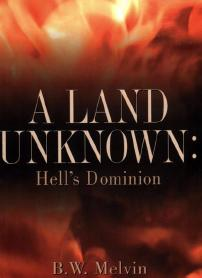 A LAND
UNKNOWN:
Hell's Dominion
B.W. Melvin